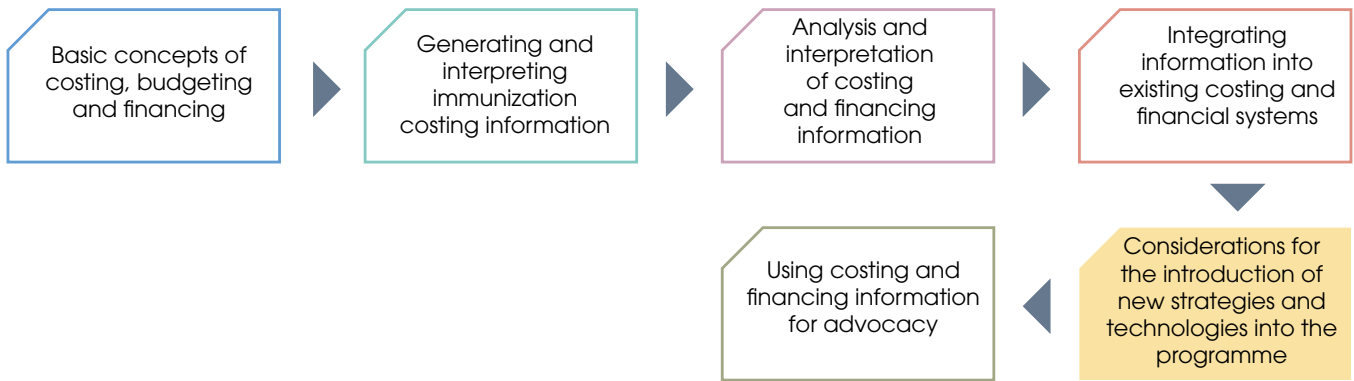 Basic concepts of
costing, budgeting
and financing
Generating and
interpreting
immunization
costing information
Analysis and
interpretation
of costing
and financing
information
Integrating
information into
existing costing and
financial systems
Considerations for
the introduction of
new strategies and
technologies into the
programme
Using costing and
financing information
for advocacy